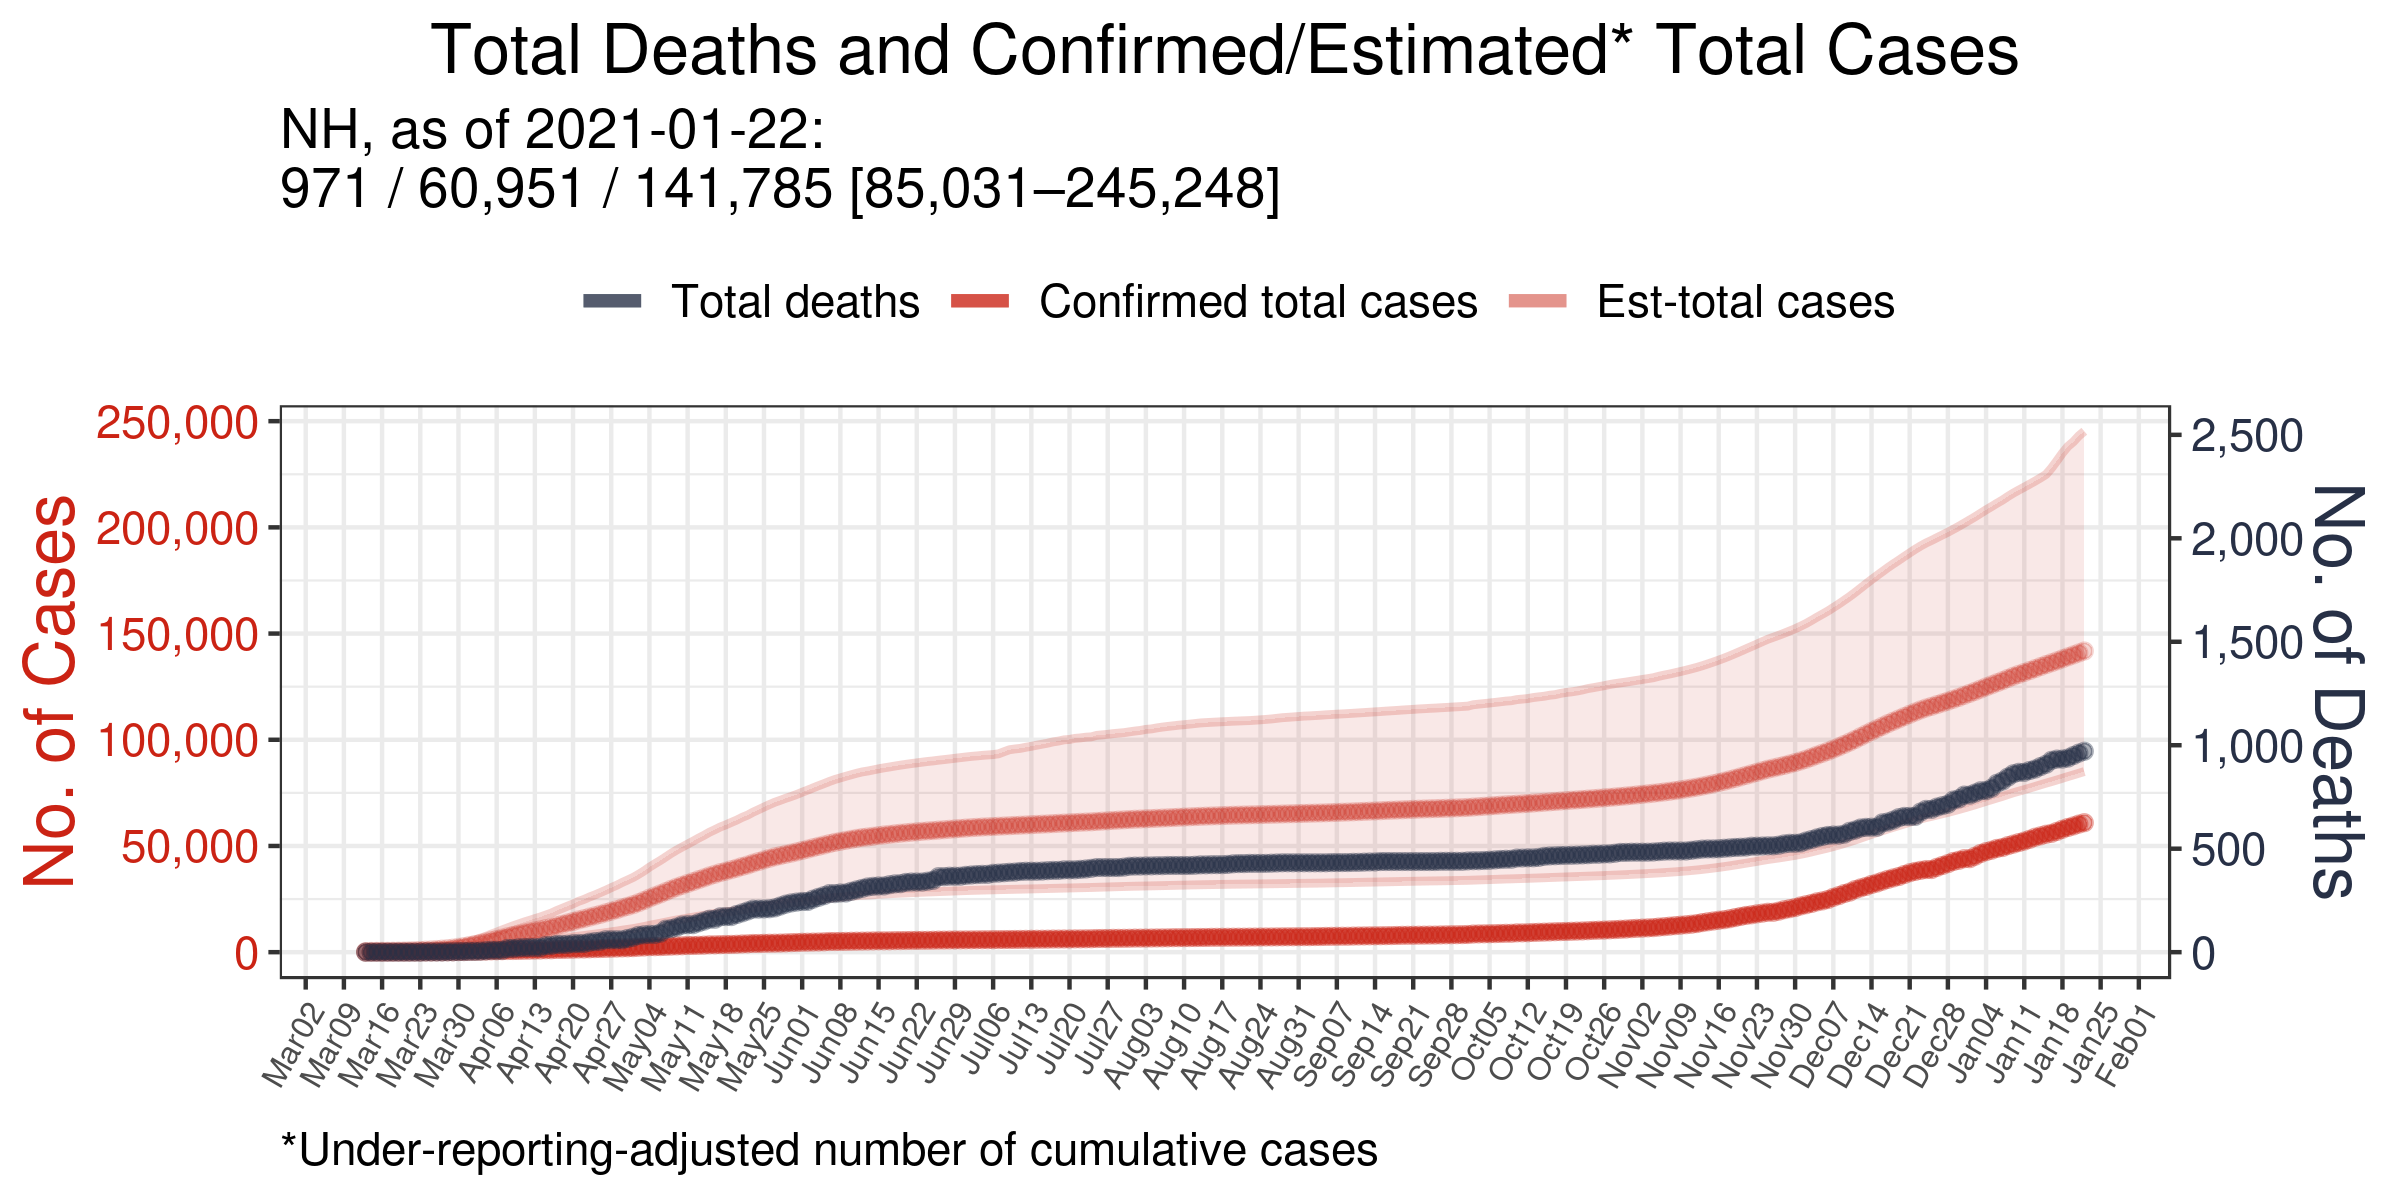 Total Deaths and Confirmed/Estimated* Total Cases
NH, as of 2021-01-22:
971 / 60,951 / 141,785 [85,031–245,248]
Total deaths
Confirmed total cases
Est-total cases
No. of Cases
250,000
200,000
150,000
100,000
50,000
0
2,500
2,000
1,500
1,000
500
0
No. of Deaths
Mar02
Mar09
Mar16
Mar23
Mar30
Apr06
Apr13
Apr20
Apr27
May04
May11
May18
May25
Jun01
Jun08
Jun15
Jun22
Jun29
Jul06
Jul13
Jul20
Jul27
Aug03
Aug10
Aug17
Aug24
Aug31
Sep07
Sep14
Sep21
Sep28
Oct05
Oct12
Oct19
Oct26
Nov02
Nov09
Nov16
Nov23
Nov30
Dec07
Dec14
Dec21
Dec28
Jan04
Jan11
Jan18
Jan25
Feb01
*Under-reporting-adjusted number of cumulative cases